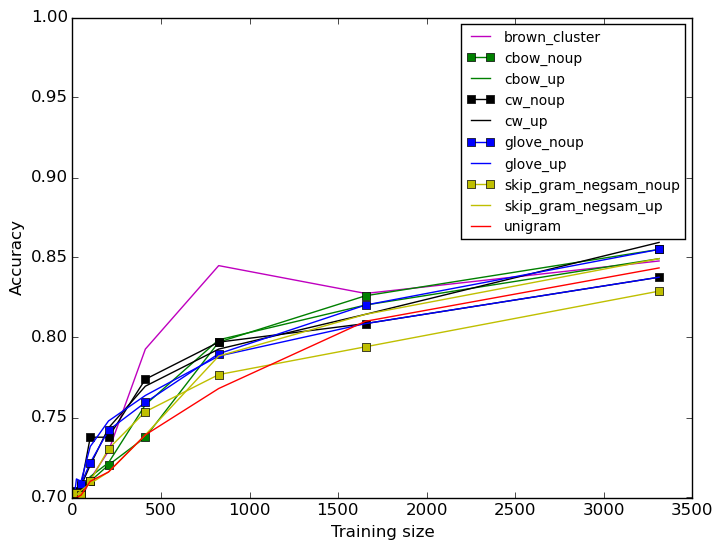 1.00
0.95
0.90
0.85
0.80
0.75
0.70
Accuracy
brown_cluster
cbow_noup
cbow_up
cw_noup
cw_up
glove_noup
glove_up
skip_gram_negsam_noup
skip_gram_negsam_up
unigram
0 500 1000 1500 2000 2500 3000 3500
Training size